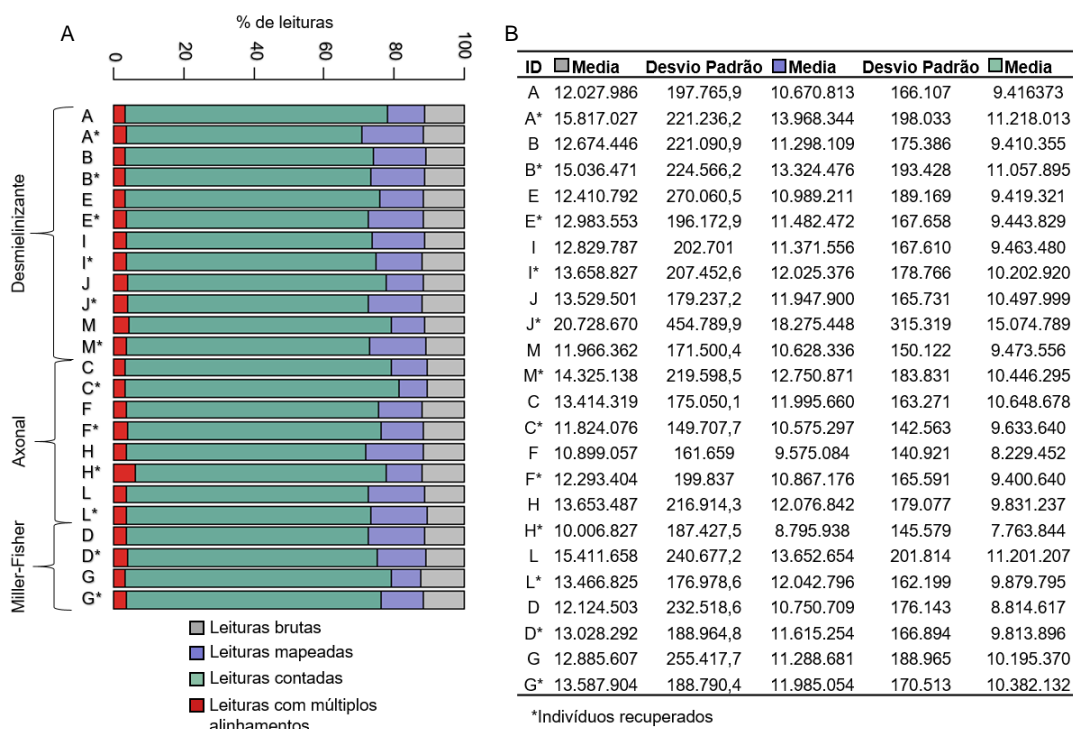 A
% de leituras
0 20 40 60 80 100
Desmielinizante
Axonal
Miller-Fisher
A
A*
B
B*
E
E*
I
I*
J
J*
M
M*
C
C*
F
F*
H
H*
L
L*
D
D*
G
G*
Leituras brutas
Leituras mapeadas
Leituras contadas
Leituras com múltiplos
alinhamentos
B
ID Media Desvio Padrão Media Desvio Padrão Media
A 12.027.986 197.765,9 10.670.813 166.107 9.416373
A* 15.817.027 221.236,2 13.968.344 198.033 11.218.013
B 12.674.446 221.090,9 11.298.109 175.386 9.410.355
B* 15.036.471 224.566,2 13.324.476 193.428 11.057.895
E 12.410.792 270.060,5 10.989.211 189.169 9.419.321
E* 12.983.553 196.172,9 11.482.472 167.658 9.443.829
I 12.829.787 202.701 11.371.556 167.610 9.463.480
I* 13.658.827 207.452,6 12.025.376 178.766 10.202.920
J 13.529.501 179.237,2 11.947.900 165.731 10.497.999
J* 20.728.670 454.789,9 18.275.448 315.319 15.074.789
M 11.966.362 171.500,4 10.628.336 150.122 9.473.556
M* 14.325.138 219.598,5 12.750.871 183.831 10.446.295
C 13.414.319 175.050,1 11.995.660 163.271 10.648.678
C* 11.824.076 149.707,7 10.575.297 142.563 9.633.640
F 10.899.057 161.659 9.575.084 140.921 8.229.452
F* 12.293.404 199.837 10.867.176 165.591 9.400.640
H 13.653.487 216.914,3 12.076.842 179.077 9.831.237
H* 10.006.827 187.427,5 8.795.938 145.579 7.763.844
L 15.411.658 240.677,2 13.652.654 201.814 11.201.207
L* 13.466.825 176.978,6 12.042.796 162.199 9.879.795
D 12.124.503 232.518,6 10.750.709 176.143 8.814.617
D* 13.028.292 188.964,8 11.615.254 166.894 9.813.896
G 12.885.607 255.417,7 11.288.681 188.965 10.195.370
G* 13.587.904 188.790,4 11.985.054 170.513 10.382.132
*Indivíduos recuperados